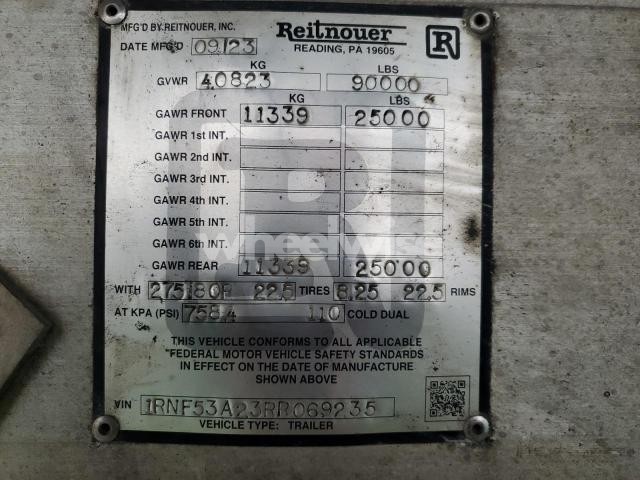 MFG'D BY REITNOUER, INC.
Reitnouer
READING, PA 19605
R
DATE MFG'D 09/23
KG LBS
GVWR 40823 90000
KG LBS
GAWR FRONT 11339 25000
GAWR 1st INT.
GAWR 2nd INT.
GAWR 3rd INT.
GAWR 4th INT.
GAWR 5th INT.
GAWR 6th INT.
wheelwise
GAWR REAR 11339 25000
WITH 275180R 22.5 TIRES 8.25 22.5 RIMS
AT KPA (PSI) 758.4 110 COLD DUAL
THIS VEHICLE CONFORMS TO ALL APPLICABLE
FEDERAL MOTOR VEHICLE SAFETY STANDARDS
IN EFFECT ON THE DATE OF MANUFACTURE
SHOWN ABOVE
VIN 1RNF53A23RR069235
VEHICLE TYPE: TRAILER